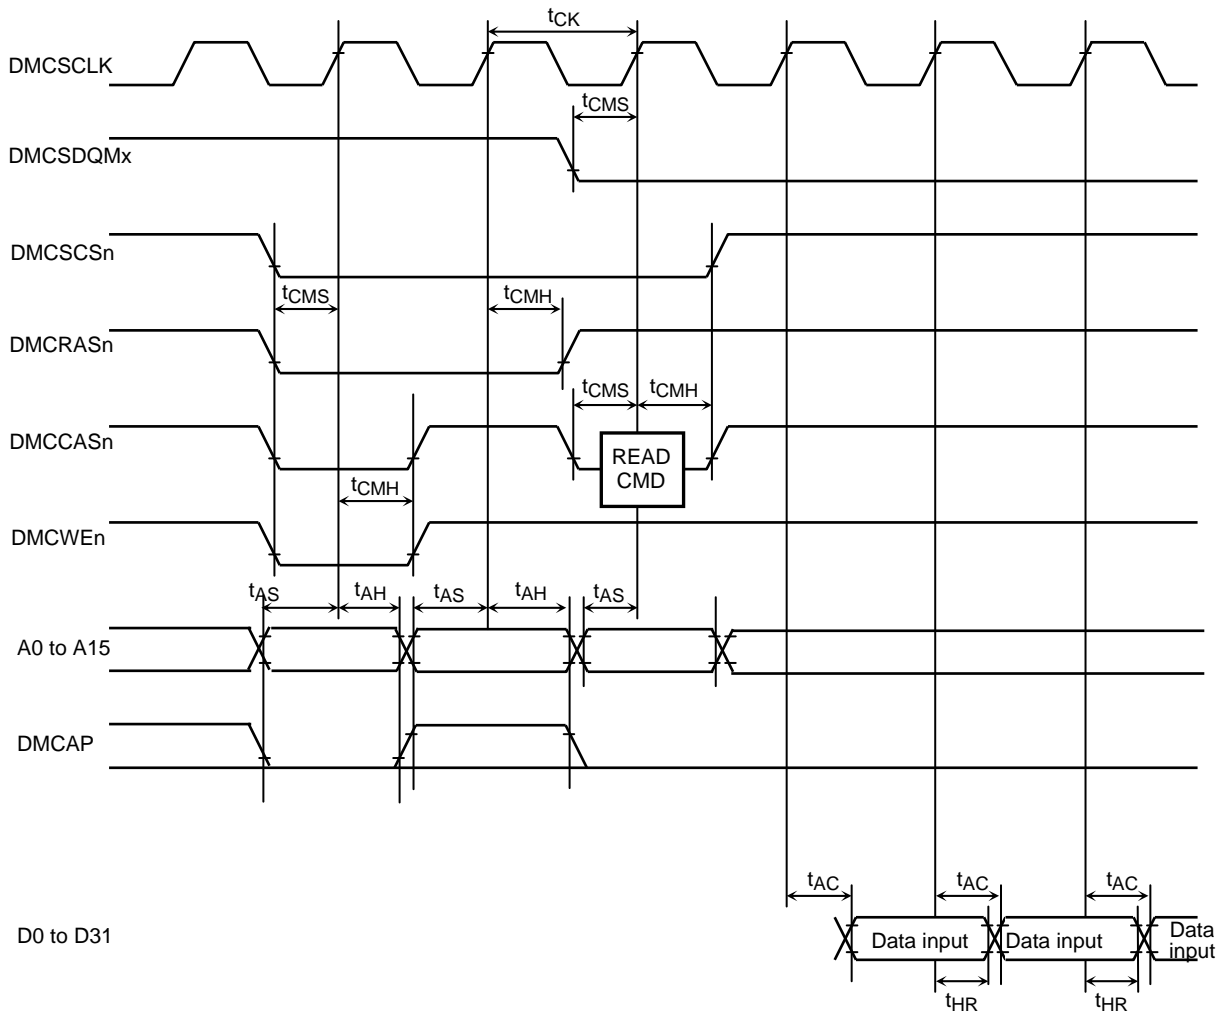 tCK
DMCSCLK
tCMS
DMCSDQMx
DMCSCSn
tCMS
tCMH
DMCRASn
tCMS
tCMH
DMCCASn
READ
CMD
tCMH
DMCWEn
tAS
tAH
tAS
tAH
tAS
A0 to A15
DMCAP
tAC
tAC
tAC
D0 to D31
Data input
Data input
Data
input
tHR
tHR